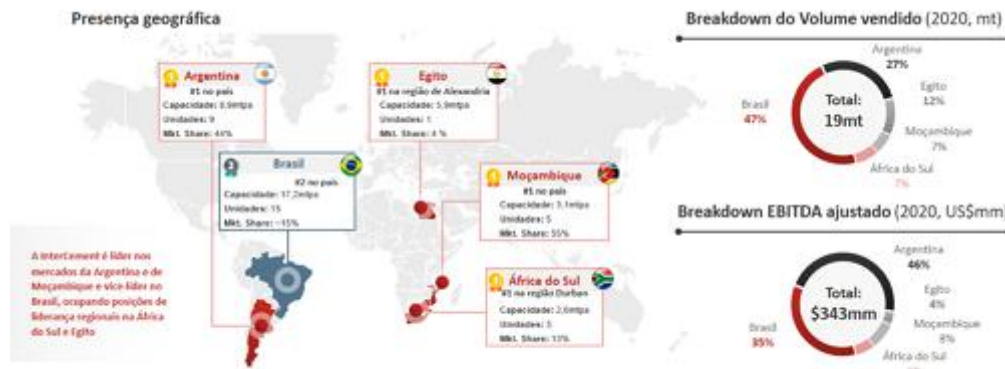 Presença geográfica
Argentina
#1 no país
Capacidade: 8,9mtpa
Unidades: 9
Mkt. Share: 44%
Egito
#1 na região de Alexandria
Capacidade: 5,9mtpa
Unidades: 1
Mkt. Share: 4 %
Brasil
#2 no país
Capacidade: 17,2mtpa
Unidades: 15
Mkt. Share: ~15%
Moçambique
#1 no país
Capacidade: 3,1mtpa
Unidades: 5
Mkt. Share: 55%
África do Sul
#1 na região Durban
Capacidade: 2,6mtpa
Unidades: 3
Mkt. Share: 13%
A InterCement é líder nos
mercados da Argentina e de
Moçambique e vice líder no
Brasil, ocupando posições de
liderança regionais na África
do Sul e Egito
Breakdown do Volume vendido (2020, mt)
Argentina
27%
Egito
12%
Moçambique
7%
África do Sul
7%
Brasil
47%
Total:
19mt
Breakdown EBITDA ajustado (2020, US$mm)
Argentina
46%
Egito
4%
Moçambique
8%
África do Sul
Brasil
35%
Total:
$343mm